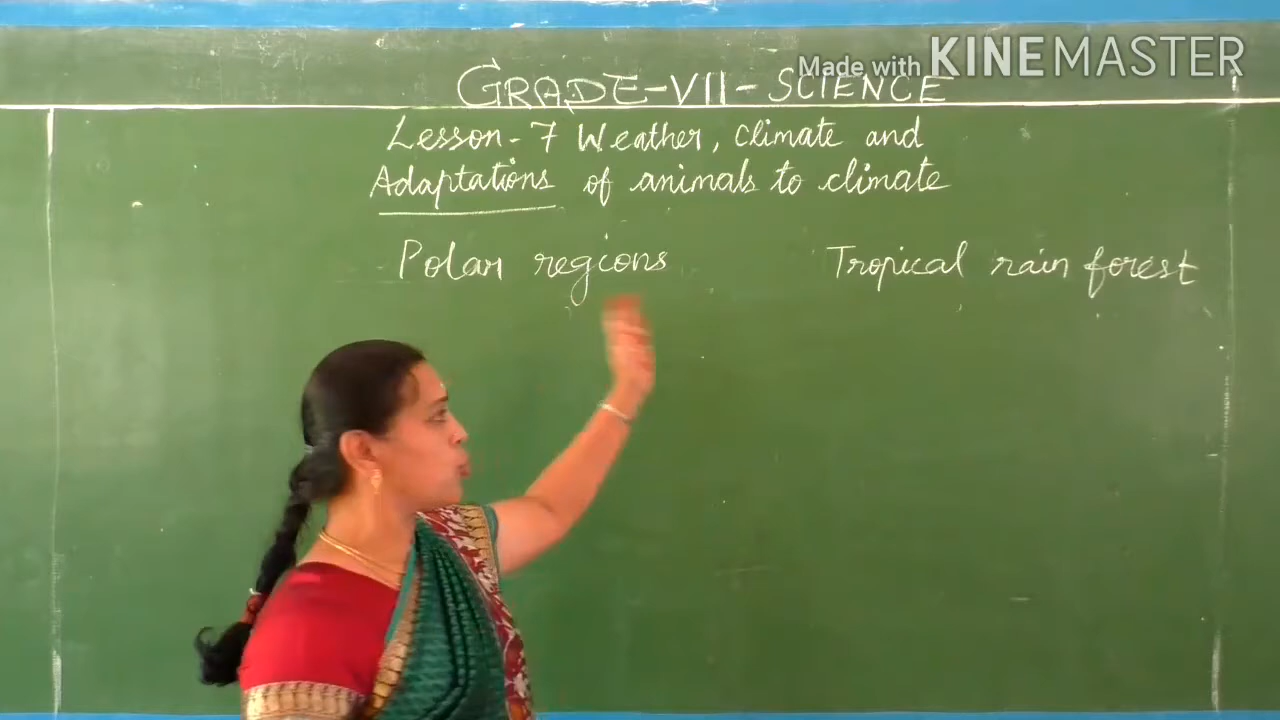 Made with KINEMASTER
GRADE-VII-SCIENCE
Lesson-7 Weather, Climate and
Adaptations of animals to climate
Polar regions
Tropical rain forest